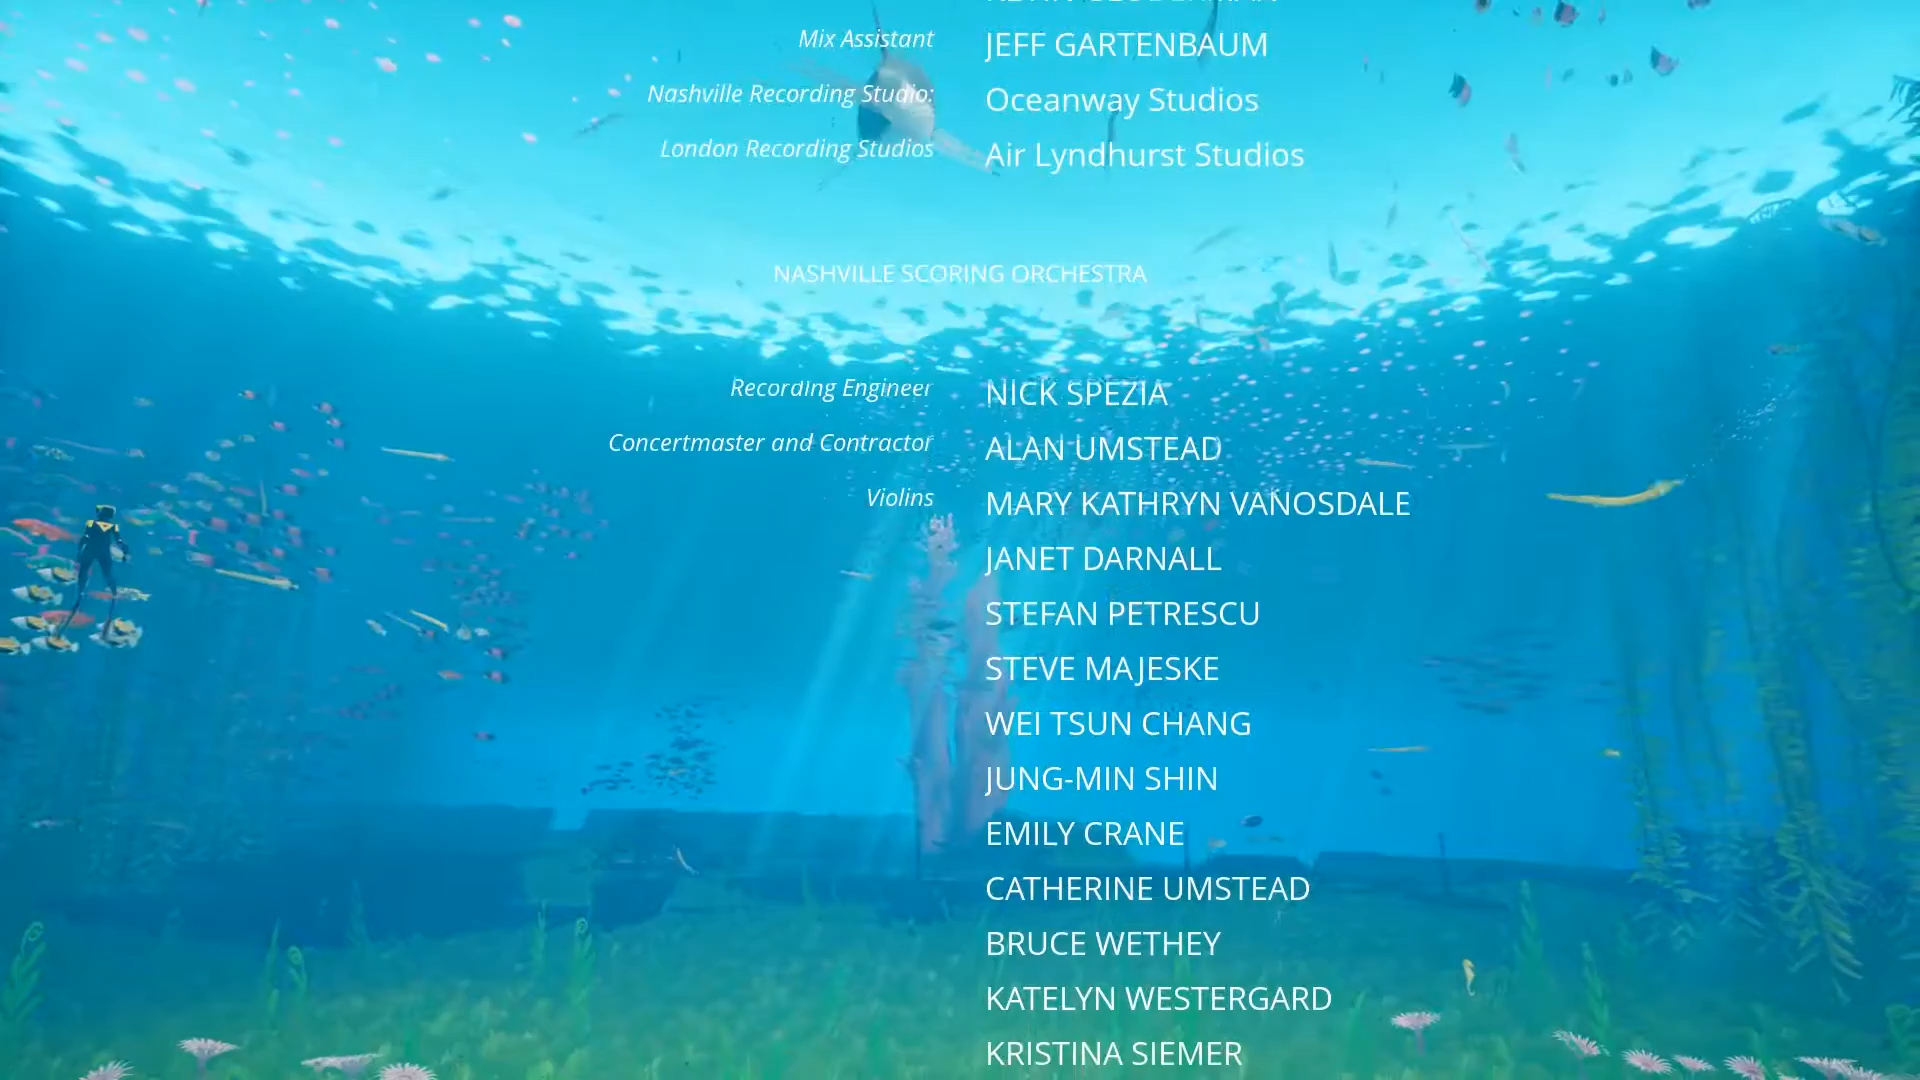 Mix Assistant JEFF GARTENBAUM
Nashville Recording Studio: Oceanway Studios
London Recording Studios Air Lyndhurst Studios
NASHVILLE SCORING ORCHESTRA
Recording Engineer NICK SPEZIA
Concertmaster and Contractor ALAN UMSTEAD
Violins MARY KATHRYN VANOSDALE
JANET DARNALL
STEFAN PETRESCU
STEVE MAJESKE
WEI TSUN CHANG
JUNG-MIN SHIN
EMILY CRANE
CATHERINE UMSTEAD
BRUCE WETHEY
KATELYN WESTERGARD
KRISTINA SIEMER